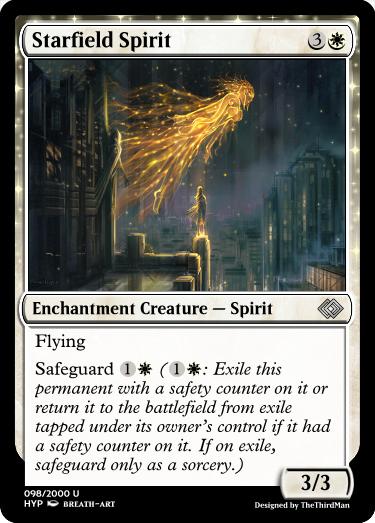 Starfield Spirit 3
Enchantment Creature — Spirit
Flying
Safeguard 1 (1: Exile this
permanent with a safety counter on it or
return it to the battlefield from exile
tapped under its owner's control if it had
a safety counter on it. If on exile,
safeguard only as a sorcery.)
3/3
098/2000 U
HYP BREATH-ART
Designed by TheThirdMan